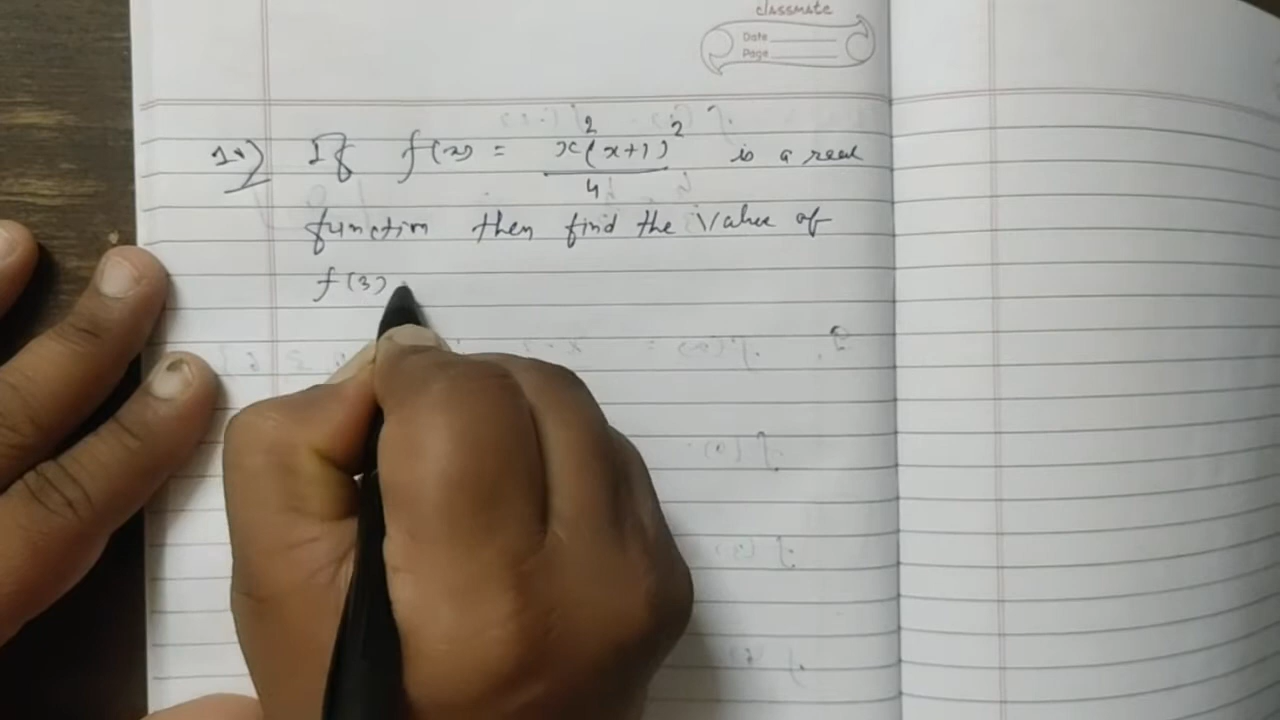 classmate
Date
Page
1.) If f(x) = x²(x+1)² / 4 is a real
function then find the value of
f(3)